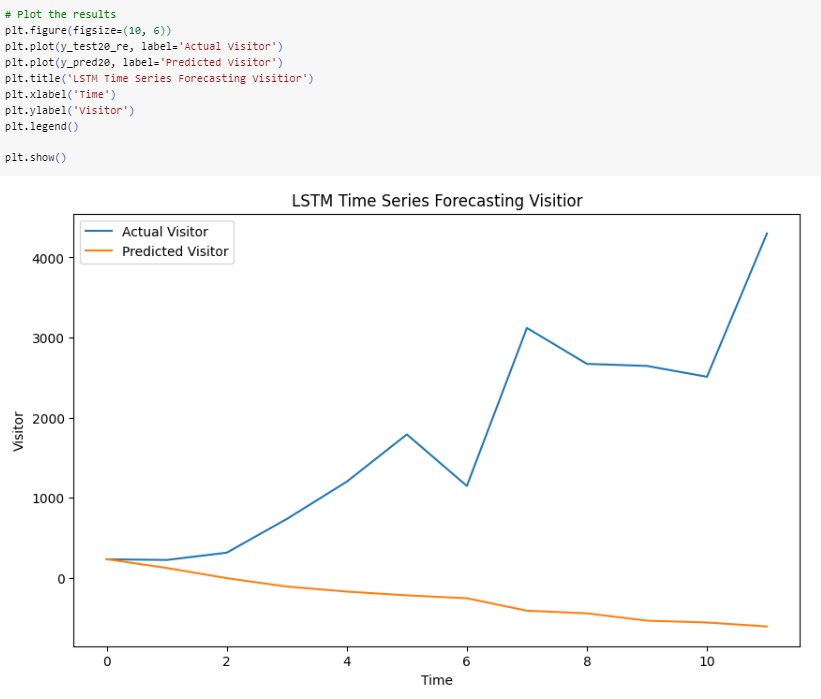 # Plot the results
plt.figure(figsize=(10, 6))
plt.plot(y_test20_re, label='Actual Visitor')
plt.plot(y_pred20, label='Predicted Visitor')
plt.title('LSTM Time Series Forecasting Visitior')
plt.xlabel('Time')
plt.ylabel('Visitor')
plt.legend()
plt.show()
LSTM Time Series Forecasting Visitior
Actual Visitor
Predicted Visitor
4000
3000
2000
1000
0
Visitor
0 2 4 6 8 10
Time